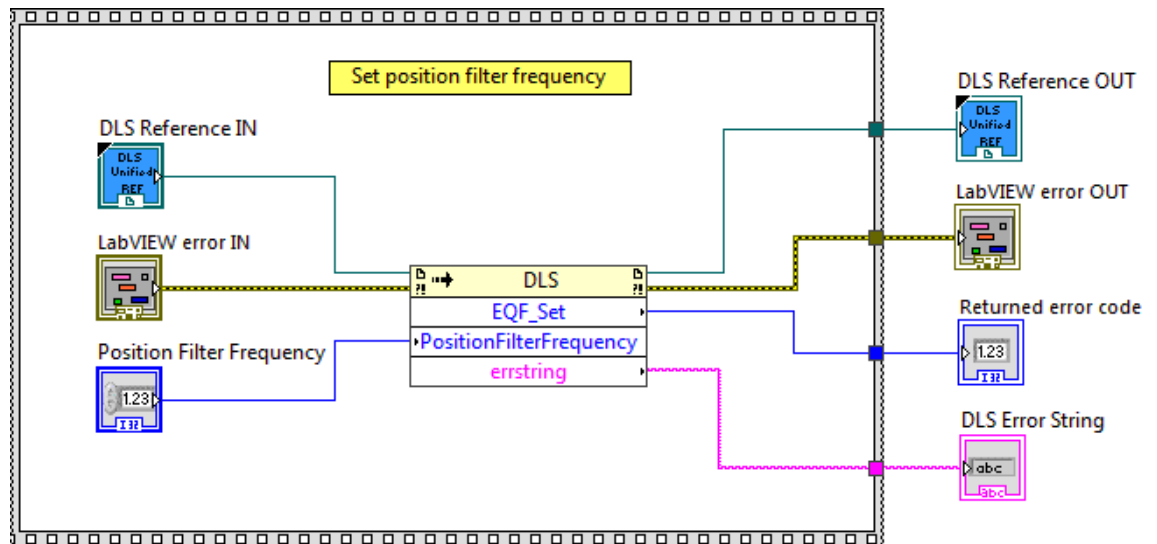 Set position filter frequency
DLS Reference IN
DLS
Unified
REF
LabVIEW error IN
Position Filter Frequency
1.23
I32
DLS
EQF_Set
PositionFilterFrequency
errstring
DLS Reference OUT
DLS
Unified
REF
LabVIEW error OUT
Returned error code
1.23
I32
DLS Error String
abc
abc